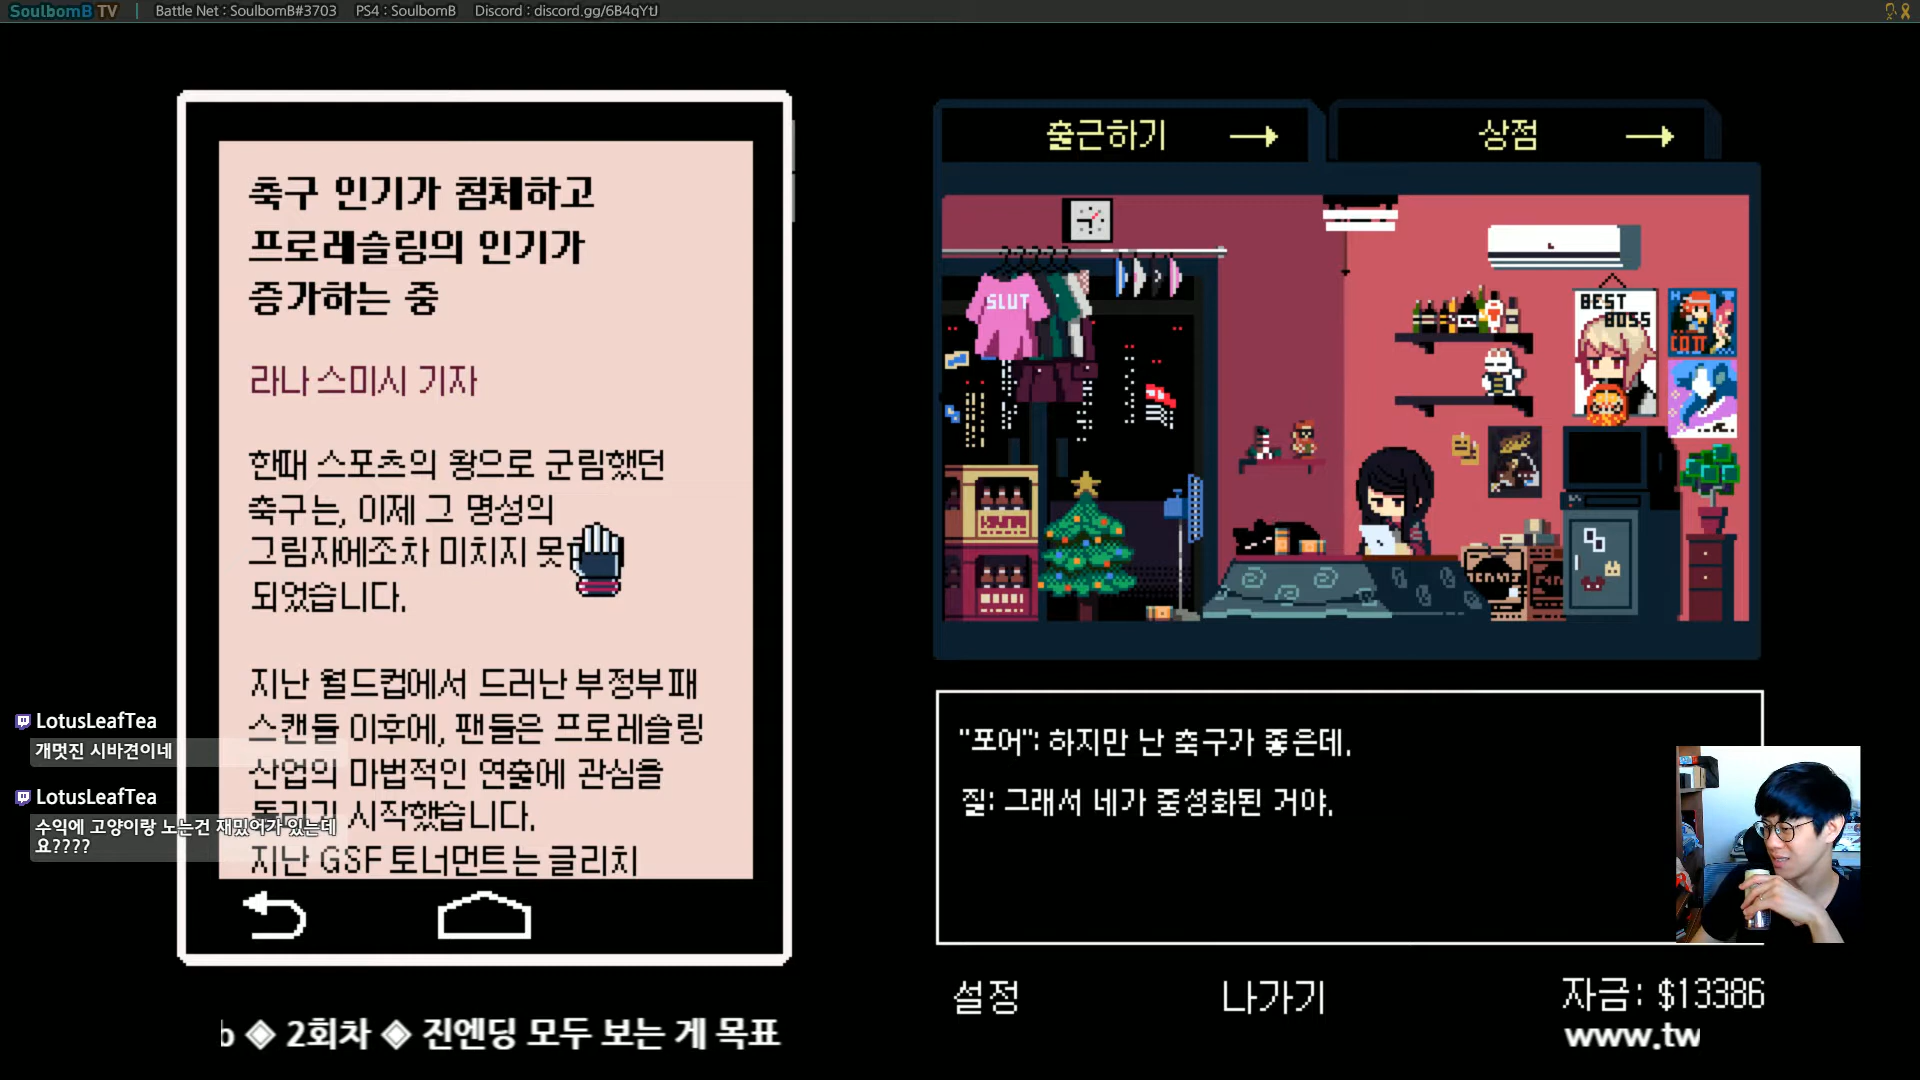 SoulbomB TV | Battle Net : SoulbomB#3703 PS4 : SoulbomB Discord : discord.gg/6B4qYtJ
축구 인기가 침체하고
프로레슬링의 인기가
증가하는 중
라나 스미시 기자
한때 스포츠의 왕으로 군림했던
축구는, 이제 그 명성의
그림자에조차 미치지 못
되었습니다.
지난 월드컵에서 드러난 부정부패
스캔들 이후에, 팬들은 프로레슬링
산업의 마법적인 연출에 관심을
돌리기 시작했습니다.
지난 GSF 토너먼트는 글리치
LotusLeafTea
개멋진 시바견이네
LotusLeafTea
수익에 고양이랑 노는건 재밌어가 있는데
요????
출근하기 →
상점 →
SLUT
BEST
BOSS
"포어": 하지만 난 축구가 좋은데.
질: 그래서 네가 중성화된 거야.
설정
나가기
자금: $13386
◈ 2회차 ◈ 진엔딩 모두 보는 게 목표
www.tw